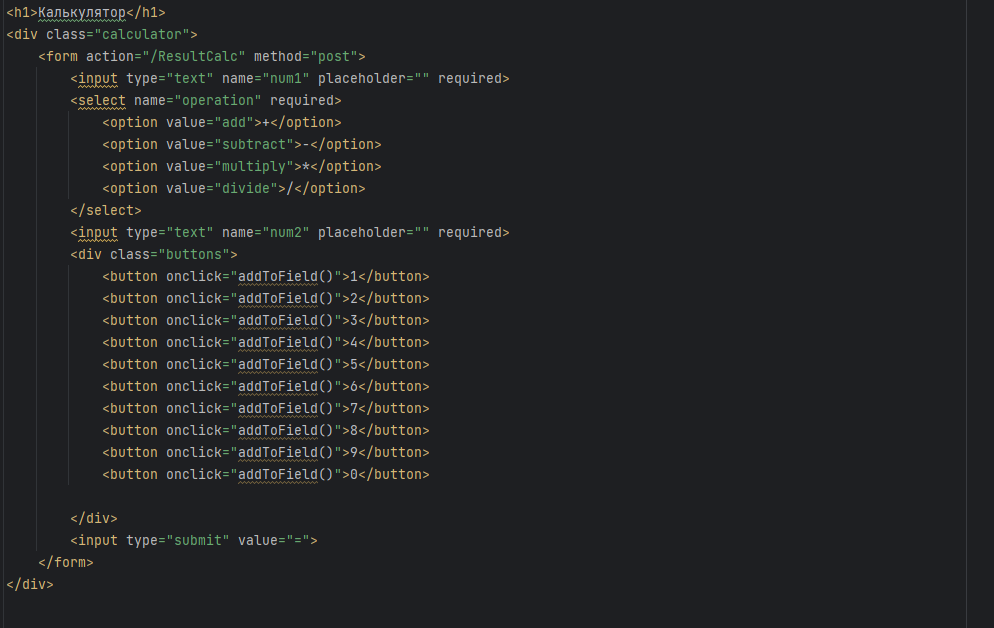 <h1>Калькулятор</h1>
<div class="calculator">
    <form action="/ResultCalc" method="post">
        <input type="text" name="num1" placeholder="" required>
        <select name="operation" required>
            <option value="add">+</option>
            <option value="subtract">-</option>
            <option value="multiply">*</option>
            <option value="divide">/</option>
        </select>
        <input type="text" name="num2" placeholder="" required>
        <div class="buttons">
            <button onclick="addToField()">1</button>
            <button onclick="addToField()">2</button>
            <button onclick="addToField()">3</button>
            <button onclick="addToField()">4</button>
            <button onclick="addToField()">5</button>
            <button onclick="addToField()">6</button>
            <button onclick="addToField()">7</button>
            <button onclick="addToField()">8</button>
            <button onclick="addToField()">9</button>
            <button onclick="addToField()">0</button>

        </div>
        <input type="submit" value="=">
    </form>
</div>